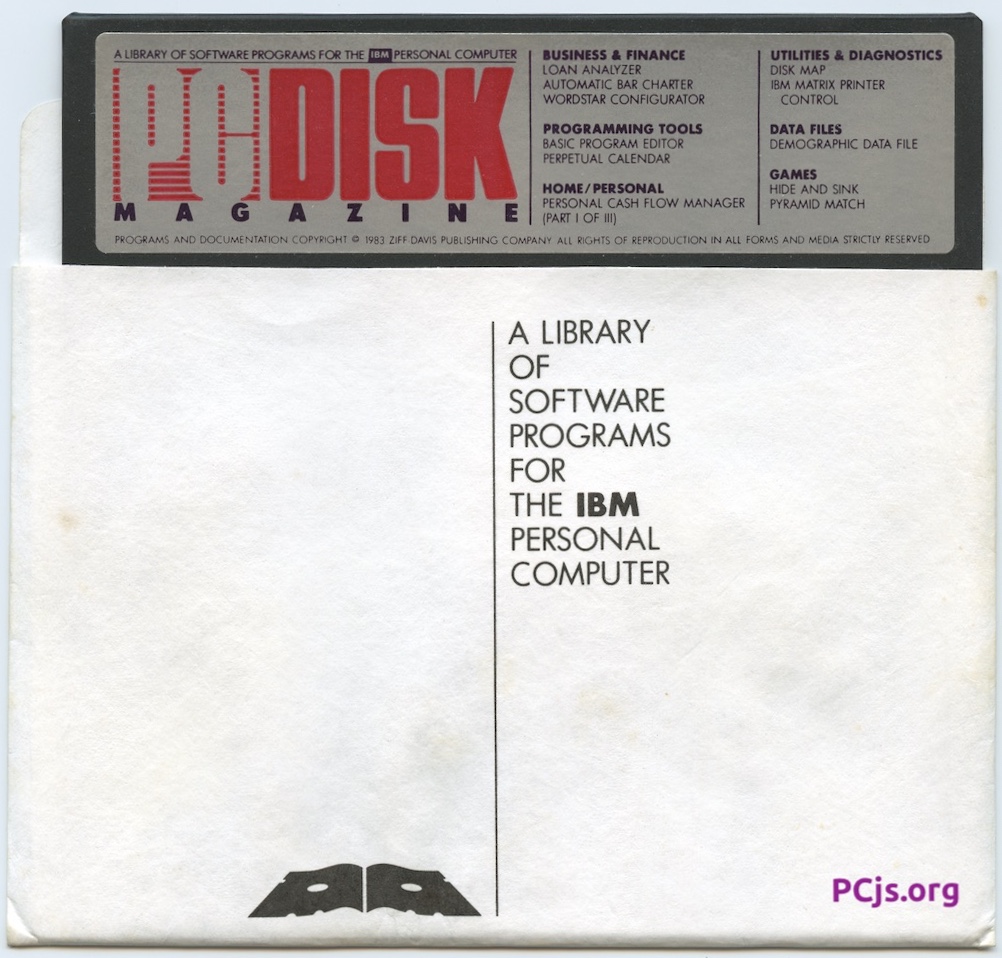 A LIBRARY OF SOFTWARE PROGRAMS FOR THE IBM PERSONAL COMPUTER
PC DISK
MAGAZINE
BUSINESS & FINANCE
LOAN ANALYZER
AUTOMATIC BAR CHARTER
WORDSTAR CONFIGURATOR
PROGRAMMING TOOLS
BASIC PROGRAM EDITOR
PERPETUAL CALENDAR
HOME/PERSONAL
PERSONAL CASH FLOW MANAGER
(PART I OF III)
UTILITIES & DIAGNOSTICS
DISK MAP
IBM MATRIX PRINTER
CONTROL
DATA FILES
DEMOGRAPHIC DATA FILE
GAMES
HIDE AND SINK
PYRAMID MATCH
PROGRAMS AND DOCUMENTATION COPYRIGHT © 1983 ZIFF-DAVIS PUBLISHING COMPANY ALL RIGHTS OF REPRODUCTION IN ALL FORMS AND MEDIA STRICTLY RESERVED
A LIBRARY
OF
SOFTWARE
PROGRAMS
FOR
THE IBM
PERSONAL
COMPUTER
PCjs.org